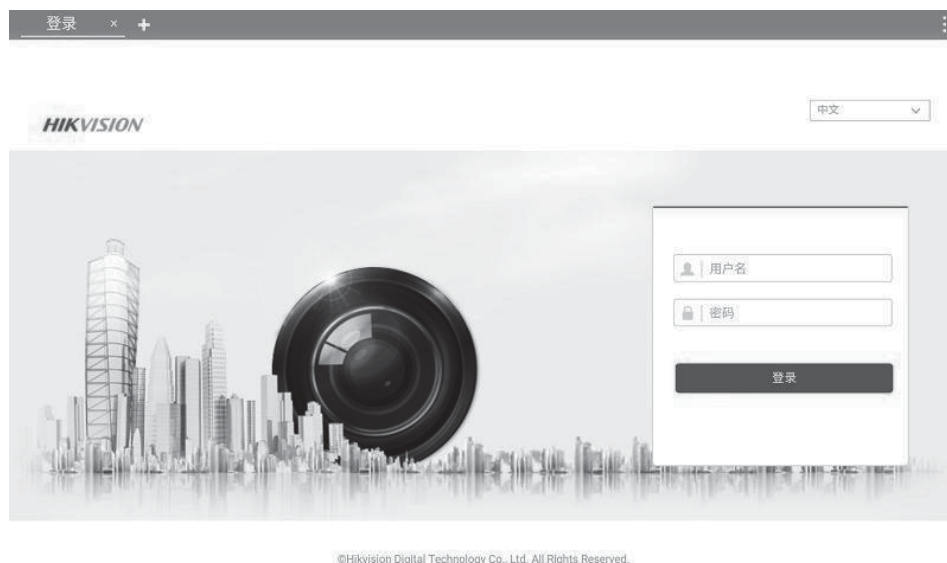 登录 × +
中文
HIKVISION
用户名
密码
登录
©Hikvision Digital Technology Co., Ltd. All Rights Reserved.